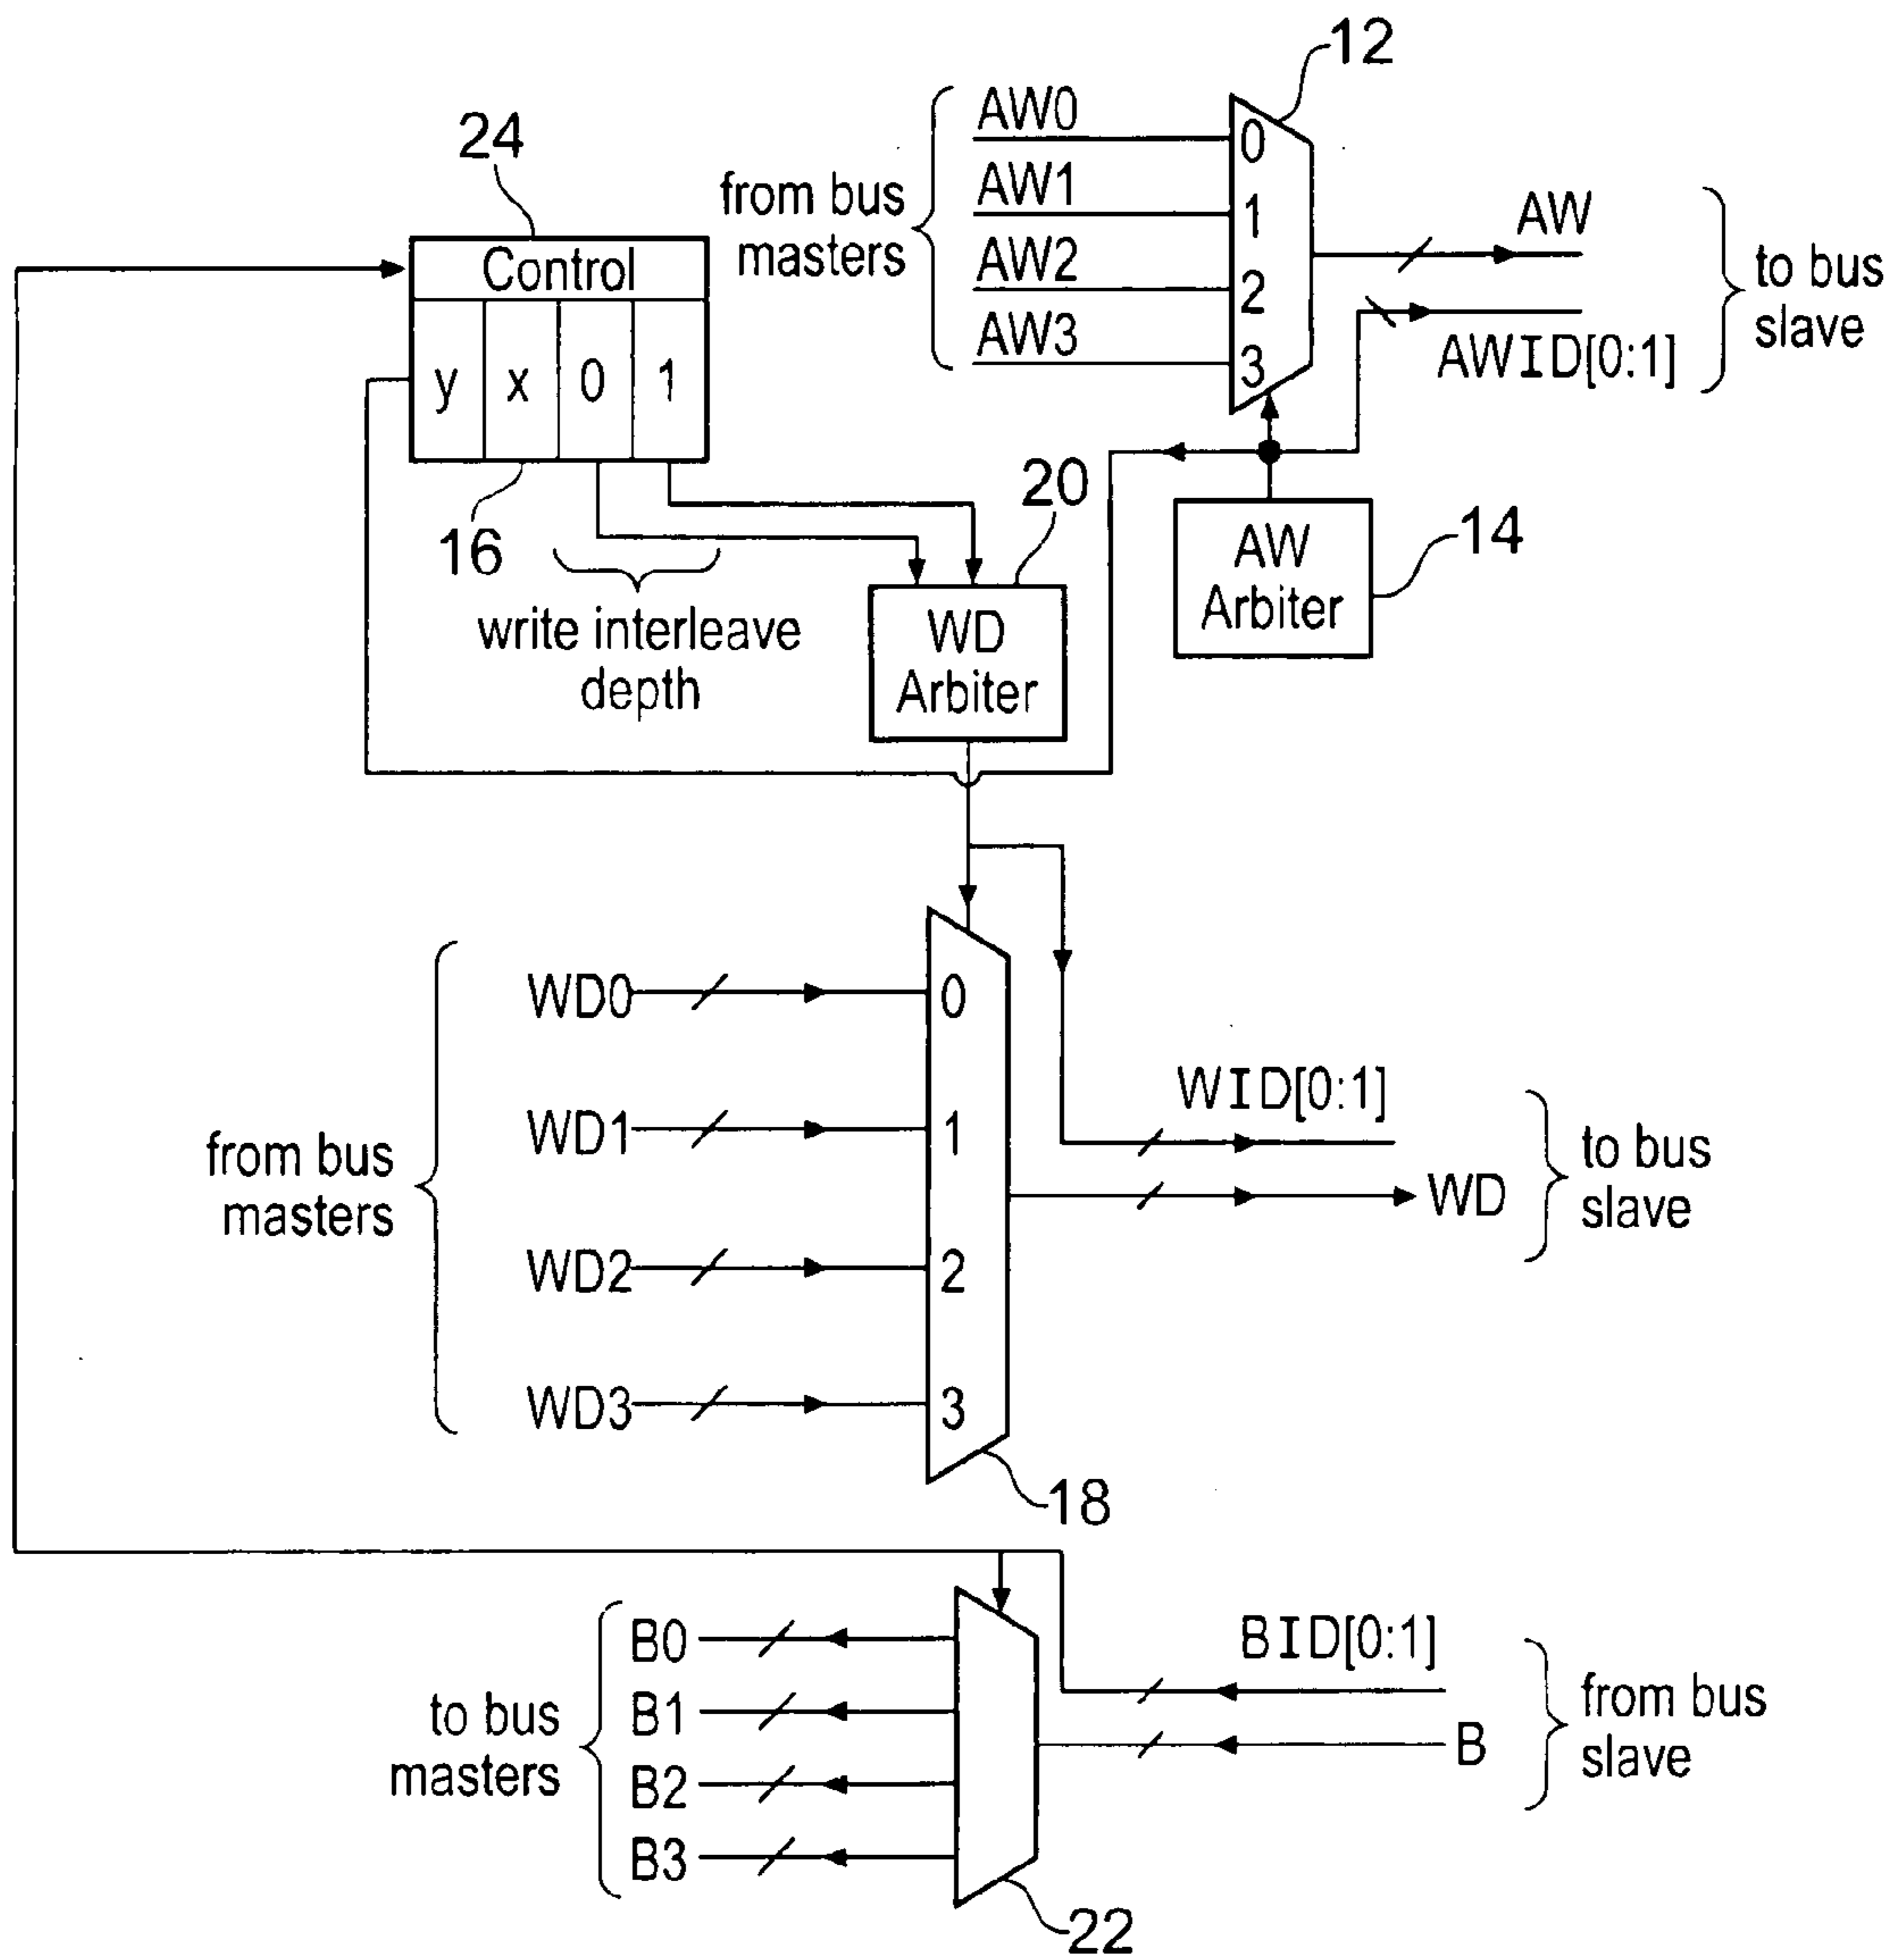 12
AW0
24
from bus
masters
AW1
AW2
AW3
0
1
2
3
AW
AWID[0:1]
to bus
slave
Control
y x 0 1
16
write interleave
depth
20
WD
Arbiter
AW
Arbiter
14
from bus
masters
WD0
WD1
WD2
WD3
0
1
2
3
18
WID[0:1]
WD
to bus
slave
to bus
masters
B0
B1
B2
B3
22
BID[0:1]
B
from bus
slave